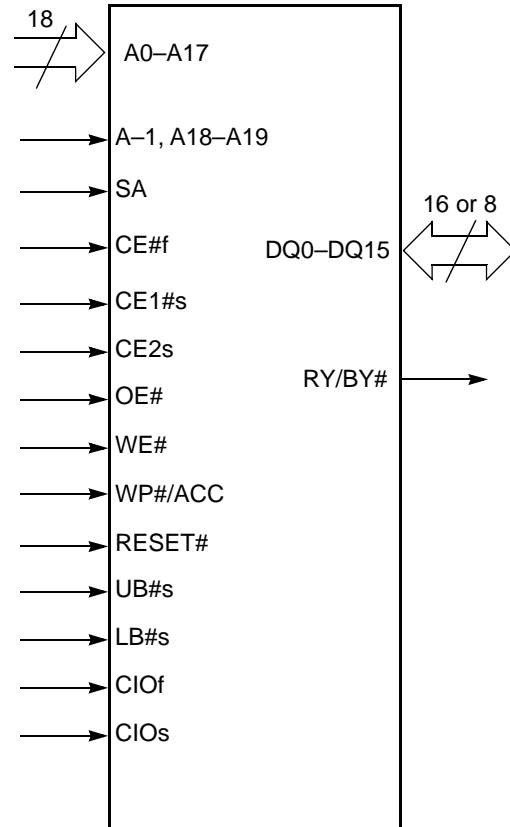 18
A0–A17
A–1, A18–A19
SA
16 or 8
CE#f
DQ0–DQ15
CE1#s
CE2s
RY/BY#
OE#
WE#
WP#/ACC
RESET#
UB#s
LB#s
CIOf
CIOs